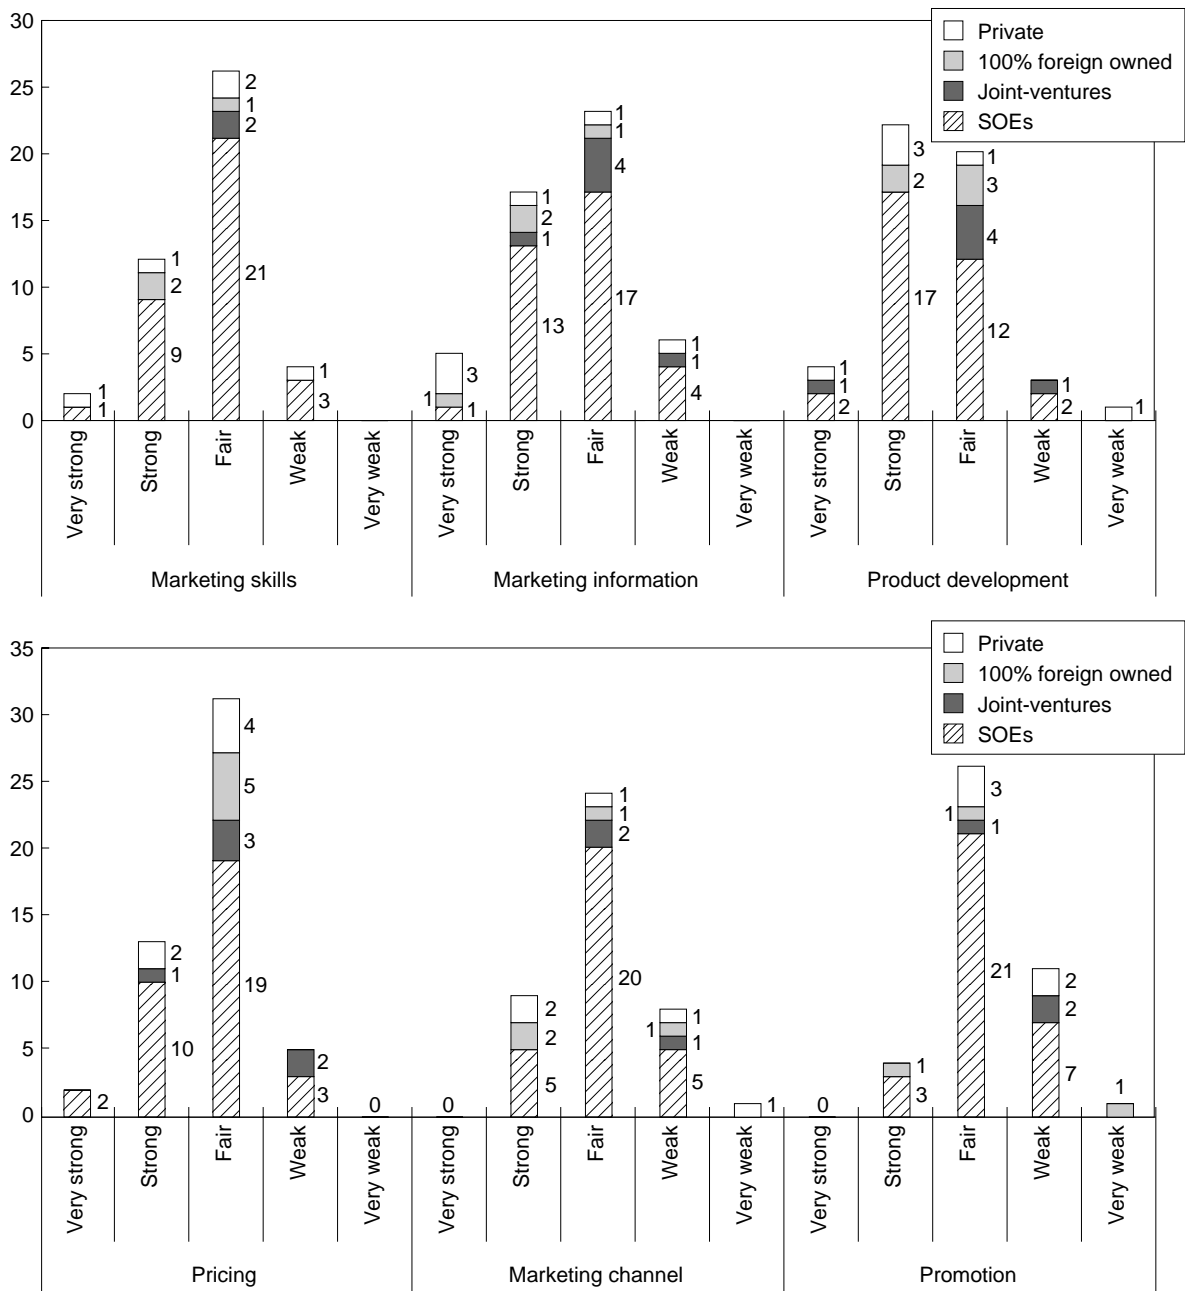 30
25
20
15
10
5
0
Private
100% foreign owned
Joint-ventures
SOEs
1
1
1
2
9
2
1
2
21
1
3
3
1
1
1
2
1
13
1
1
4
17
1
1
4
1
1
2
3
2
17
1
3
4
12
1
2
1
Very strong
Strong
Fair
Weak
Very weak
Very strong
Strong
Fair
Weak
Very weak
Very strong
Strong
Fair
Weak
Very weak
Marketing skills
Marketing information
Product development
35
30
25
20
15
10
5
0
Private
100% foreign owned
Joint-ventures
SOEs
2
2
1
10
4
5
3
19
2
3
0
0
2
2
5
1
1
2
20
1
1
1
5
1
0
1
3
3
1
1
21
2
2
7
1
Very strong
Strong
Fair
Weak
Very weak
Very strong
Strong
Fair
Weak
Very weak
Very strong
Strong
Fair
Weak
Very weak
Pricing
Marketing channel
Promotion